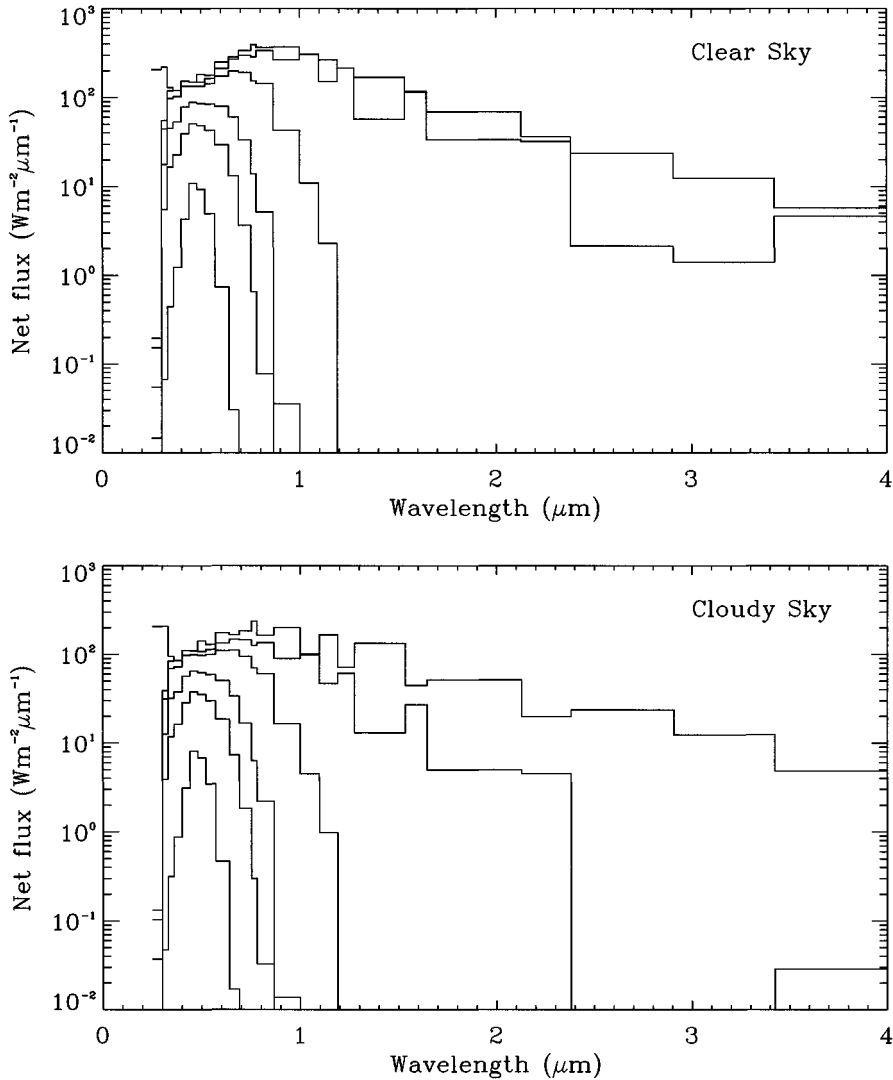 Clear Sky
Net flux (Wm⁻²μm⁻¹)
10³
10²
10¹
10⁰
10⁻¹
10⁻²
0 1 2 3 4
Wavelength (μm)
Cloudy Sky
Net flux (Wm⁻²μm⁻¹)
10³
10²
10¹
10⁰
10⁻¹
10⁻²
0 1 2 3 4
Wavelength (μm)